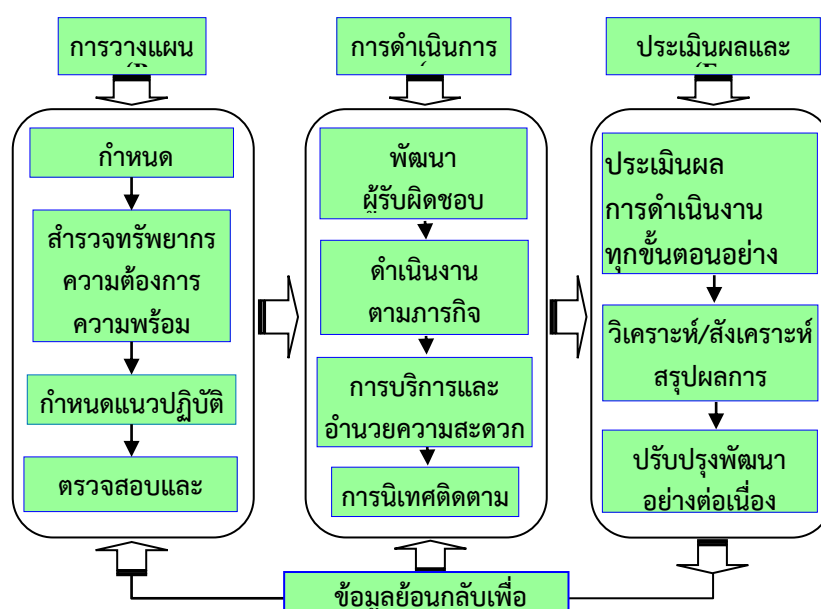 การวางแผน
การดำเนินการ
ประเมินผลและ
กำหนด
สำรวจทรัพยากร
ความต้องการ
ความพร้อม
กำหนดแนวปฏิบัติ
ตรวจสอบและ
พัฒนา
ผู้รับผิดชอบ
ดำเนินงาน
ตามภารกิจ
การบริการและ
อำนวยความสะดวก
การนิเทศติดตาม
ประเมินผล
การดำเนินงาน
ทุกขั้นตอนอย่าง
วิเคราะห์/สังเคราะห์
สรุปผลการ
ปรับปรุงพัฒนา
อย่างต่อเนื่อง
ข้อมูลย้อนกลับเพื่อ